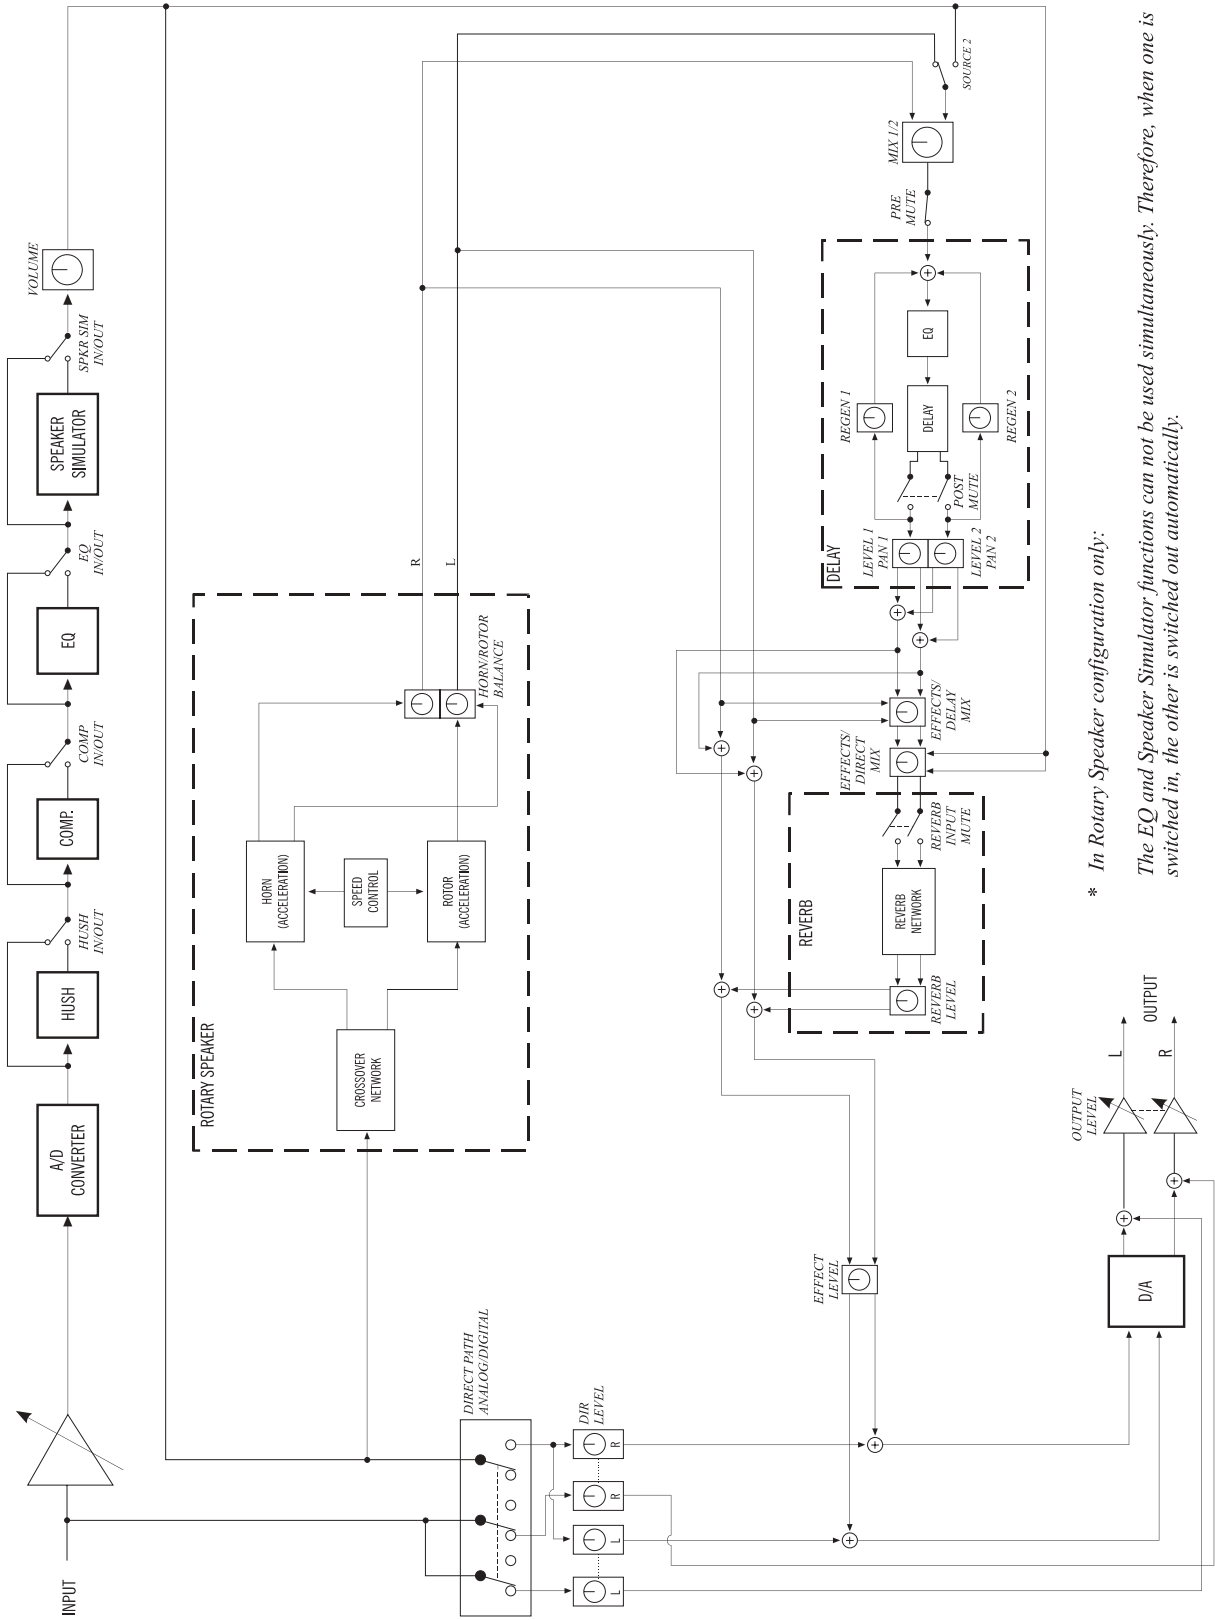 INPUT
A/D
CONVERTER
HUSH
HUSH
IN/OUT
COMP.
COMP
IN/OUT
EQ
EQ
IN/OUT
SPEAKER
SIMULATOR
SPKR SIM
IN/OUT
VOLUME
ROTARY SPEAKER
CROSSOVER
NETWORK
HORN
(ACCELERATION)
SPEED
CONTROL
ROTOR
(ACCELERATION)
HORN/ROTOR
BALANCE
R
L
DIRECT PATH
ANALOG/DIGITAL
DIR
LEVEL
R
R
L
L
EFFECT
LEVEL
REVERB
REVERB
LEVEL
REVERB
NETWORK
REVERB
INPUT
MUTE
EFFECTS/
DIRECT
MIX
EFFECTS/
DELAY
MIX
DELAY
LEVEL 1
PAN 1
LEVEL 2
PAN 2
POST
MUTE
REGEN 1
DELAY
REGEN 2
EQ
PRE
MUTE
MIX 1/2
SOURCE 2
D/A
OUTPUT
LEVEL
L
R
OUTPUT
* In Rotary Speaker configuration only:
The EQ and Speaker Simulator functions can not be used simultaneously. Therefore, when one is
switched in, the other is switched out automatically.